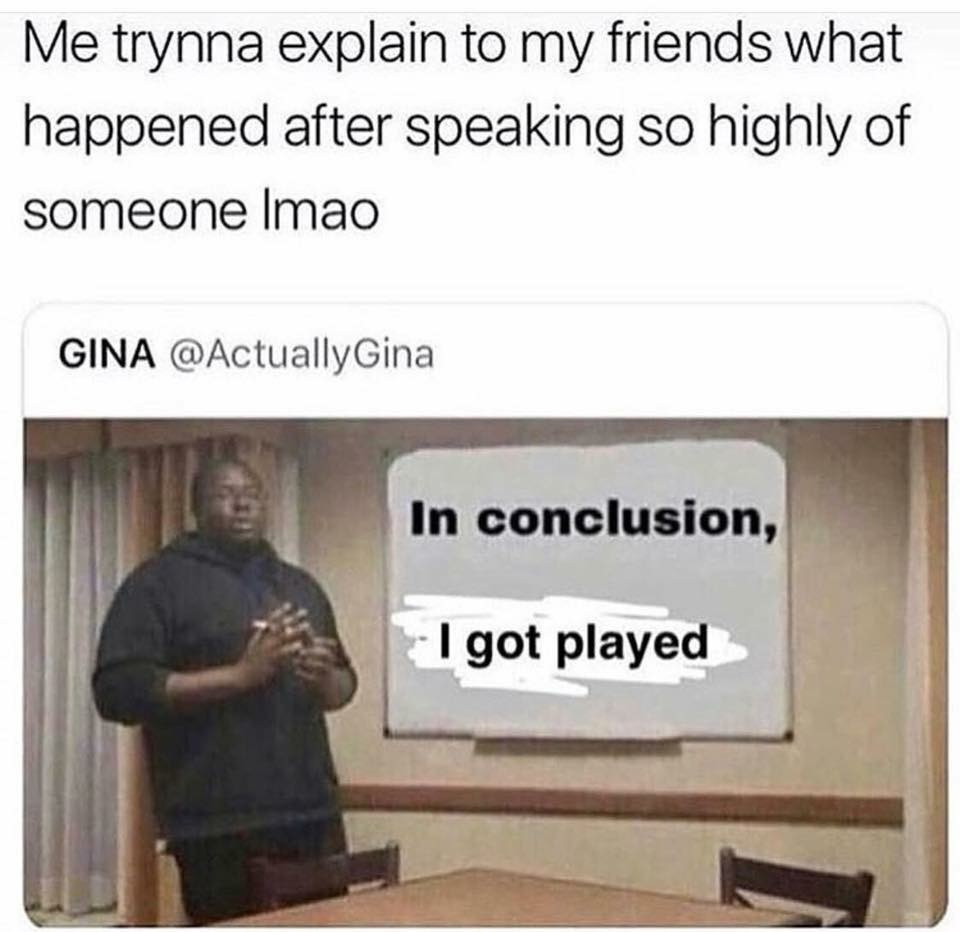 Me trynna explain to my friends what
happened after speaking so highly of
someone lmao
GINA @ActuallyGina
In conclusion,
I got played